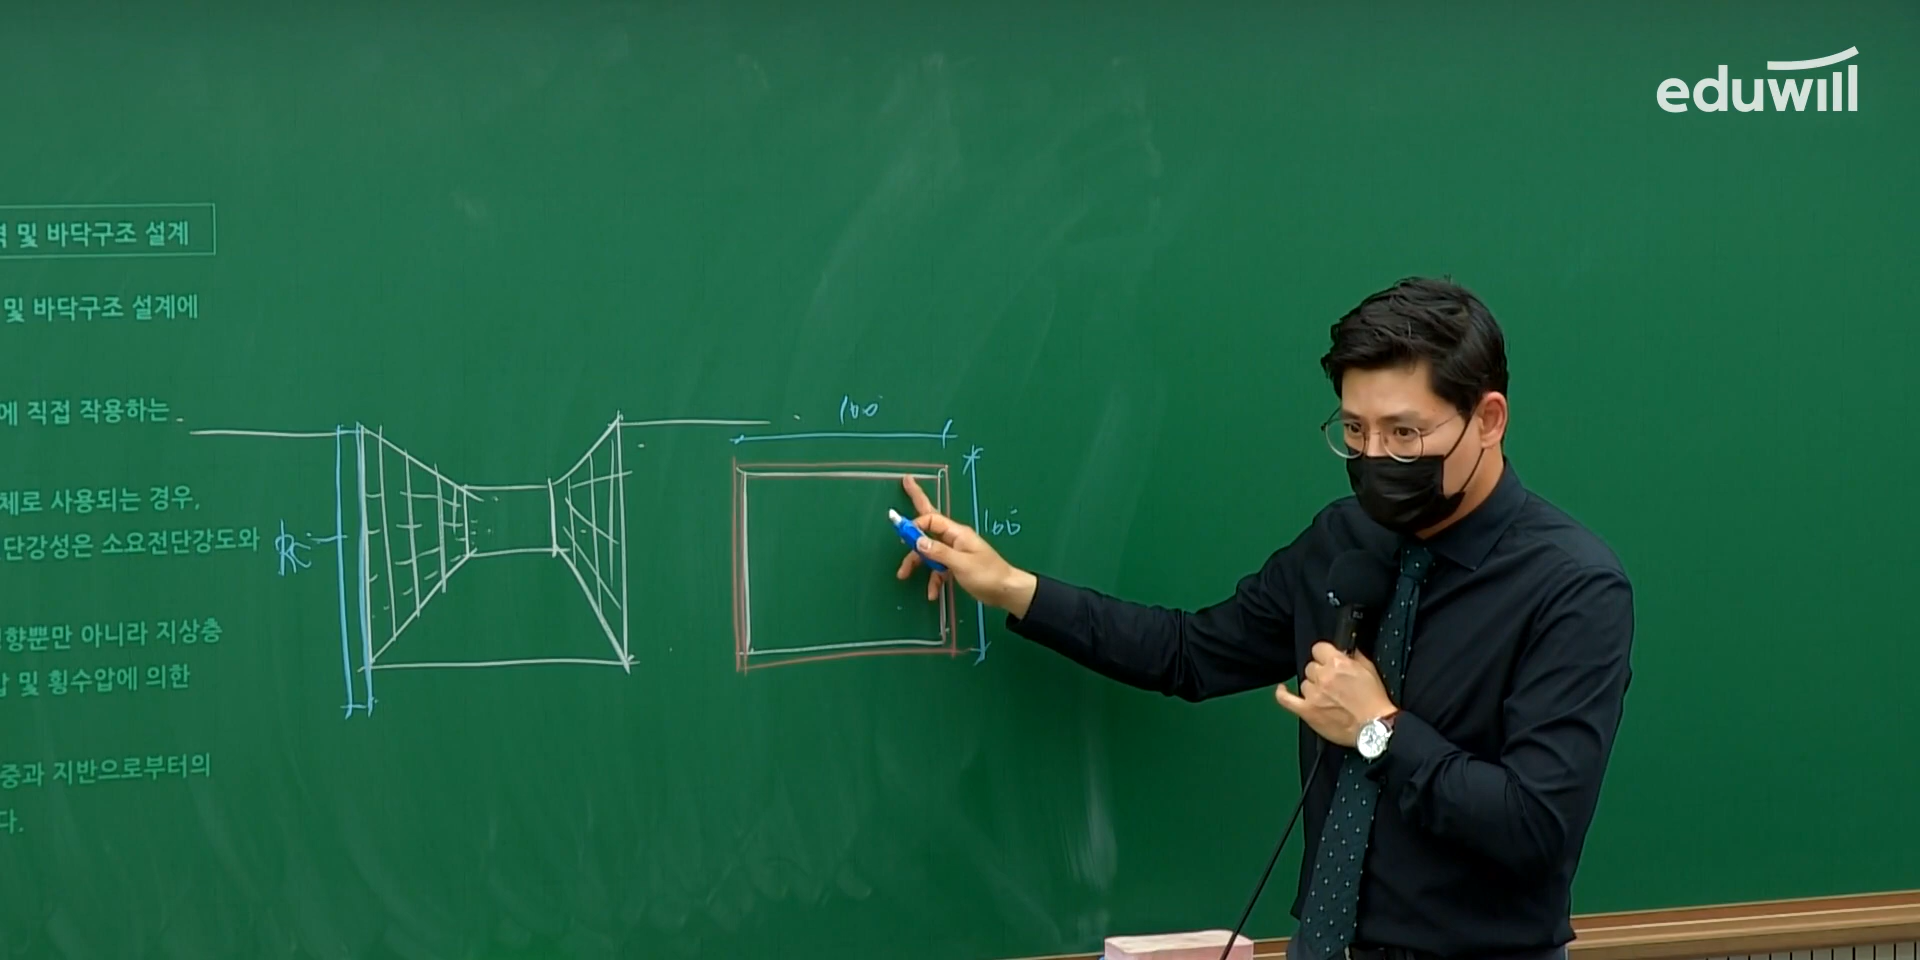 eduwill
및 바닥구조 설계
및 바닥구조 설계에
에 직접 작용하는
체로 사용되는 경우,
단강성은 소요전단강도와
향뿐만 아니라 지상층
및 횡수압에 의한
중과 지반으로부터의
다.
RC
100
100